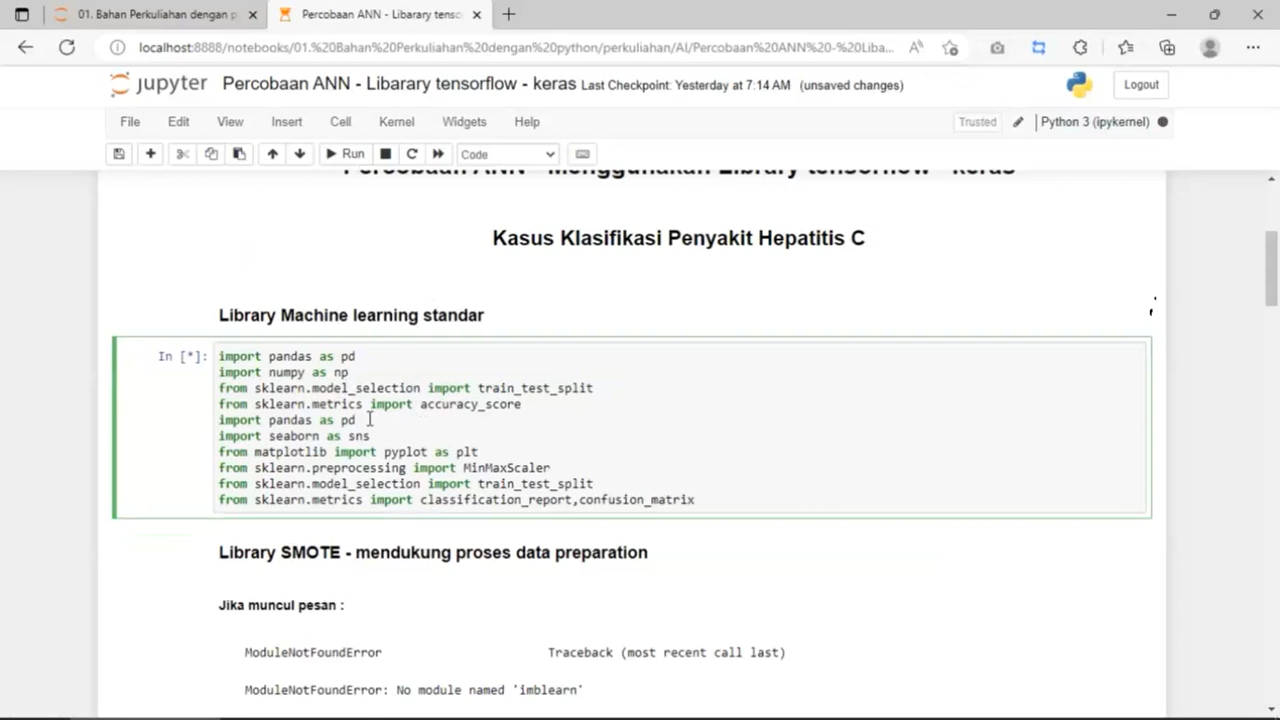 01. Bahan Perkuliahan dengan p
Percobaan ANN - Libarary tenso
localhost:8888/notebooks/01.%20Bahan%20Perkuliahan%20dengan%20python/perkuliahan/AI/Percobaan%20ANN%20-%20Liba...
jupyter Percobaan ANN - Libarary tensorflow - keras Last Checkpoint: Yesterday at 7:14 AM (unsaved changes)
Logout
File Edit View Insert Cell Kernel Widgets Help
Trusted Python 3 (ipykernel)
Run Code
Percobaan ANN - Menggunakan Library tensorflow - keras
Kasus Klasifikasi Penyakit Hepatitis C
Library Machine learning standar
In [*]:
import pandas as pd
import numpy as np
from sklearn.model_selection import train_test_split
from sklearn.metrics import accuracy_score
import pandas as pd
import seaborn as sns
from matplotlib import pyplot as plt
from sklearn.preprocessing import MinMaxScaler
from sklearn.model_selection import train_test_split
from sklearn.metrics import classification_report,confusion_matrix
Library SMOTE - mendukung proses data preparation
Jika muncul pesan :
ModuleNotFoundError Traceback (most recent call last)
ModuleNotFoundError: No module named 'imblearn'